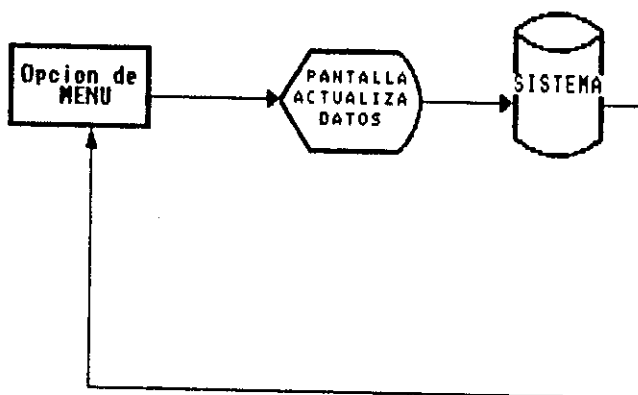 Opcion de
MENU
PANTALLA
ACTUALIZA
DATOS
SISTEMA